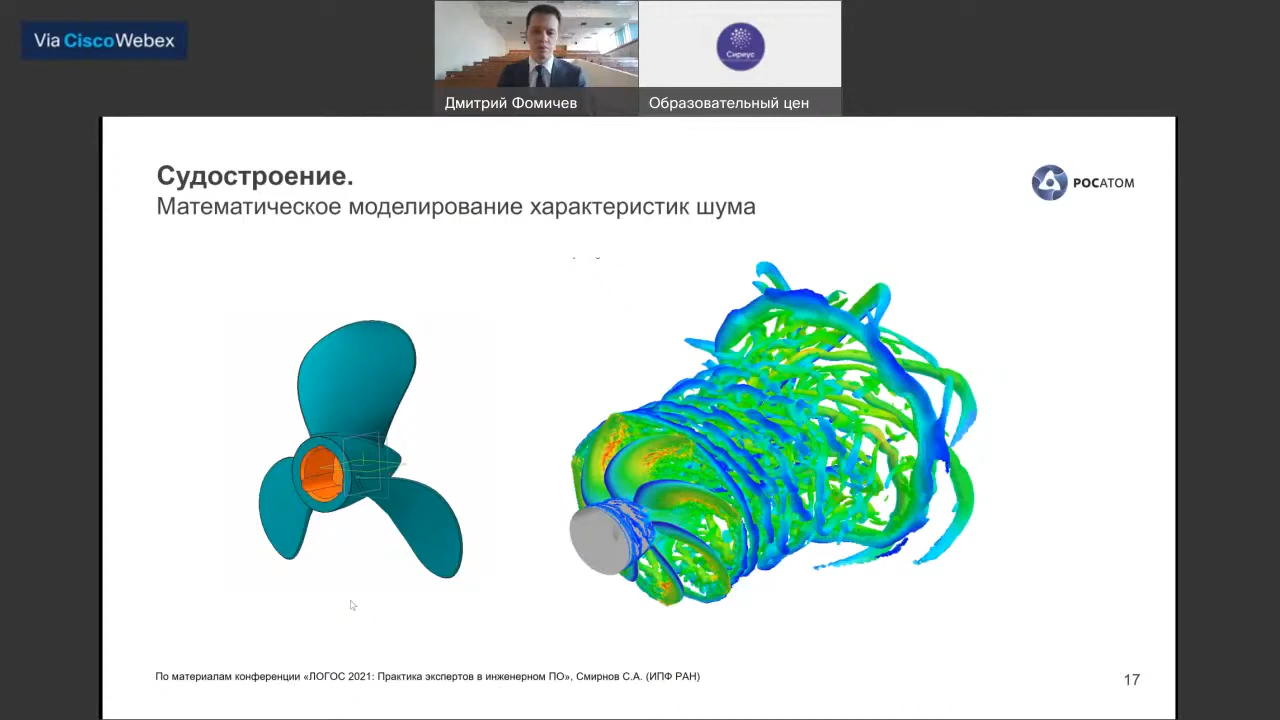 Via CiscoWebex
Сириус
Дмитрий Фомичев
Образовательный цен
Судостроение.
Математическое моделирование характеристик шума
РОСАТОМ
По материалам конференции «ЛОГОС 2021: Практика экспертов в инженерном ПО», Смирнов С.А. (ИПФ РАН)
17